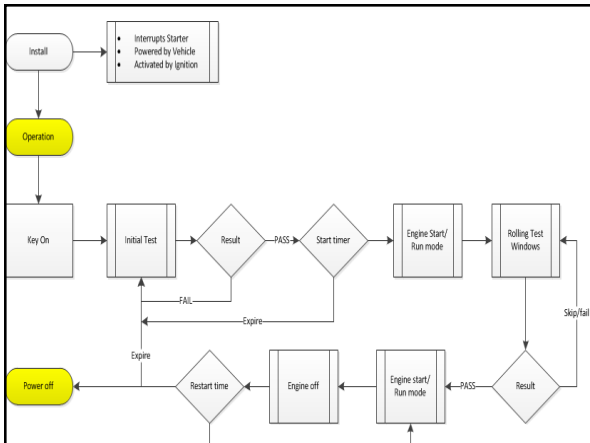 Install
• Interrupts Starter
• Powered by Vehicle
• Activated by Ignition
Operation
Key On
Initial Test
Result
PASS
Start timer
Engine Start/
Run mode
Rolling Test
Windows
FAIL
Expire
Skip/fail
Expire
Power off
Restart time
Engine off
Engine start/
Run mode
PASS
Result